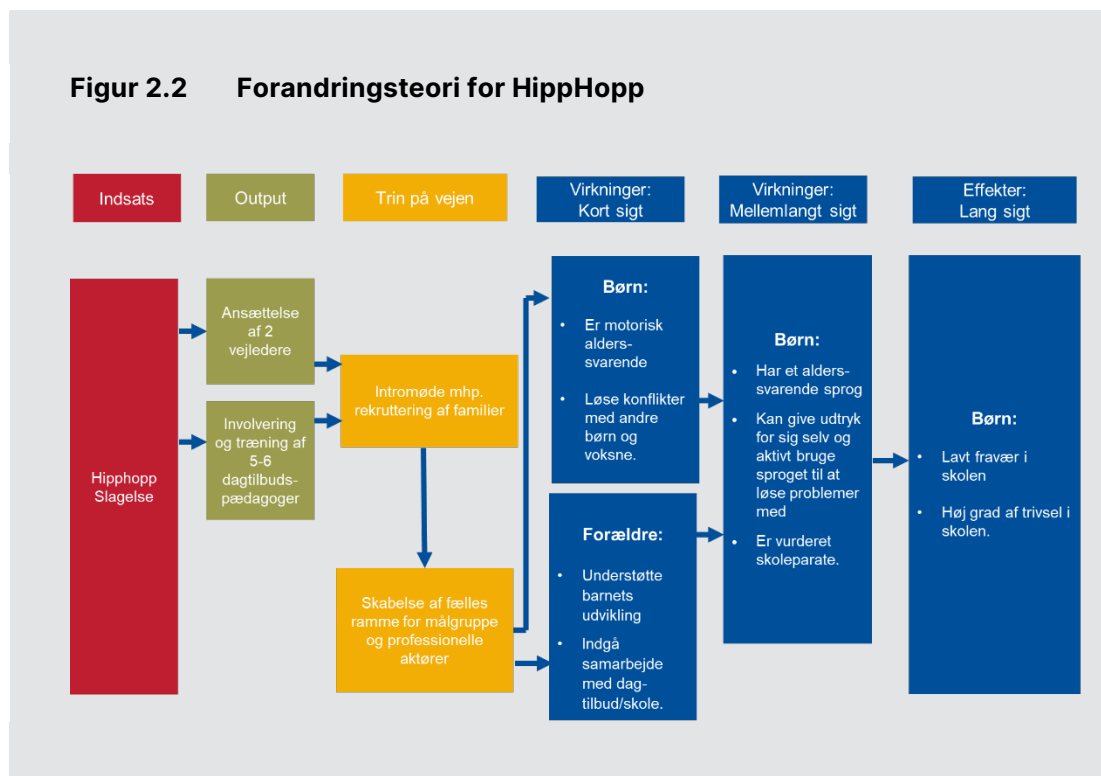 Figur 2.2 Forandringsteori for HippHopp
Indsats
Output
Trin på vejen
Virkninger:
Kort sigt
Virkninger:
Mellemlangt sigt
Effekter:
Lang sigt
Hipphopp
Slagelse
Ansættelse
af 2
vejledere
Involvering
og træning af
5-6
dagtilbuds-
pædagoger
Intromøde mhp.
rekruttering af familier
Skabelse af fælles
ramme for målgruppe
og professionelle
aktører
Børn:
• Er motorisk
alders-
svarende
• Løse konflikter
med andre
børn og
voksne.
Forældre:
• Understøtte
barnets
udvikling
• Indgå
samarbejde
med dag-
tilbud/skole.
Børn:
• Har et alders-
svarende sprog
• Kan give udtryk
for sig selv og
aktivt bruge
sproget til at
løse problemer
med
• Er vurderet
skoleparate.
Børn:
• Lavt fravær i
skolen
• Høj grad af trivsel i
skolen.